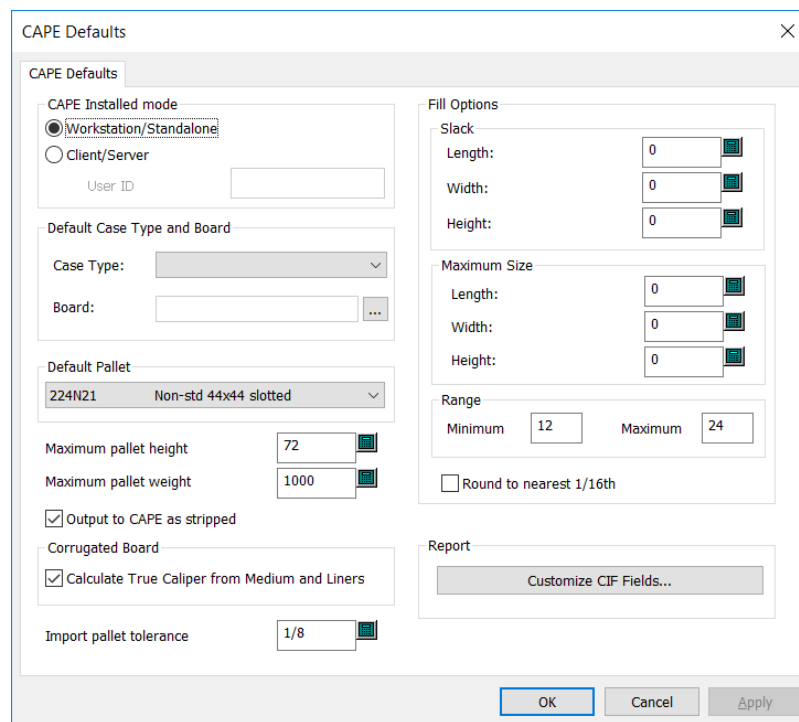 CAPE Defaults
CAPE Defaults
CAPE Installed mode
Workstation/Standalone
Client/Server
User ID
Default Case Type and Board
Case Type:
Board:
...
Default Pallet
224N21 Non-std 44x44 slotted
Maximum pallet height 72
Maximum pallet weight 1000
Output to CAPE as stripped
Corrugated Board
Calculate True Caliper from Medium and Liners
Import pallet tolerance 1/8
Fill Options
Slack
Length: 0
Width: 0
Height: 0
Maximum Size
Length: 0
Width: 0
Height: 0
Range
Minimum 12 Maximum 24
Round to nearest 1/16th
Report
Customize CIF Fields...
OK Cancel Apply